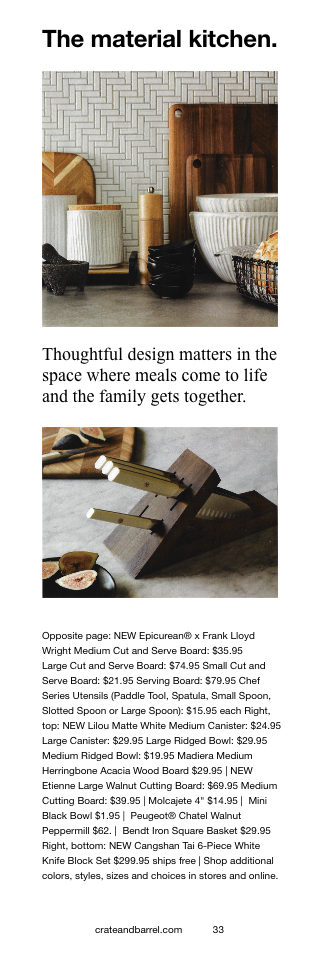 The material kitchen.
Thoughtful design matters in the
space where meals come to life
and the family gets together.
Opposite page: NEW Epicurean® x Frank Lloyd
Wright Medium Cut and Serve Board: $35.95
Large Cut and Serve Board: $74.95 Small Cut and
Serve Board: $21.95 Serving Board: $79.95 Chef
Series Utensils (Paddle Tool, Spatula, Small Spoon,
Slotted Spoon or Large Spoon): $15.95 each Right,
top: NEW Lilou Matte White Medium Canister: $24.95
Large Canister: $29.95 Large Ridged Bowl: $29.95
Medium Ridged Bowl: $19.95 Madiera Medium
Herringbone Acacia Wood Board $29.95 | NEW
Etienne Large Walnut Cutting Board: $69.95 Medium
Cutting Board: $39.95 | Molcajete 4" $14.95 | Mini
Black Bowl $1.95 | Peugeot® Chatel Walnut
Peppermill $62. | Bendt Iron Square Basket $29.95
Right, bottom: NEW Cangshan Tai 6-Piece White
Knife Block Set $299.95 ships free | Shop additional
colors, styles, sizes and choices in stores and online.
crateandbarrel.com 33